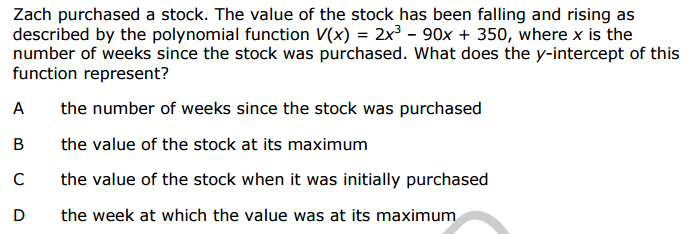 Zach purchased a stock. The value of the stock has been falling and rising as
described by the polynomial function V(x) = 2x³ – 90x + 350, where x is the
number of weeks since the stock was purchased. What does the y-intercept of this
function represent?
A the number of weeks since the stock was purchased
B the value of the stock at its maximum
C the value of the stock when it was initially purchased
D the week at which the value was at its maximum